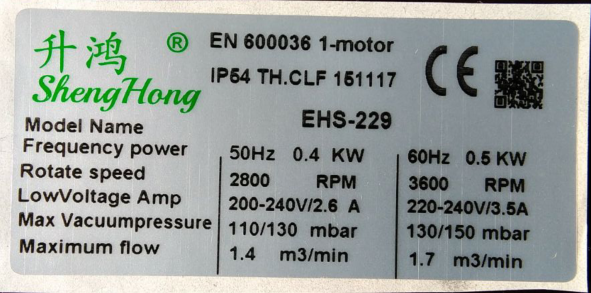 升鸿 ® EN 600036 1-motor
ShengHong IP54 TH.CLF 151117
CE
Model Name EHS-229
Frequency power 50Hz 0.4 KW 60Hz 0.5 KW
Rotate speed 2800 RPM 3600 RPM
LowVoltage Amp 200-240V/2.6 A 220-240V/3.5A
Max Vacuumpressure 110/130 mbar 130/150 mbar
Maximum flow 1.4 m3/min 1.7 m3/min